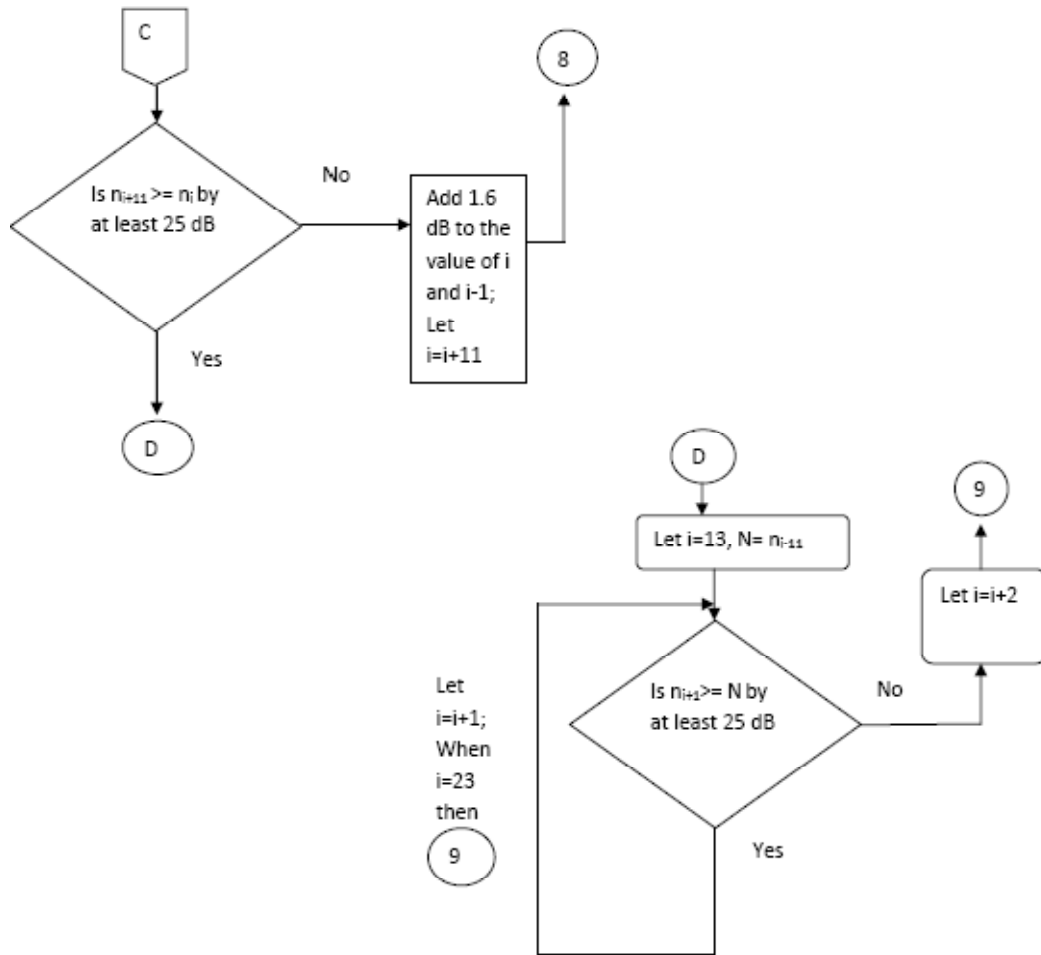 C
Is nᵢ₊₁₁ >= nᵢ by
at least 25 dB
No
Yes
D
Add 1.6
dB to the
value of i
and i-1;
Let
i=i+11
8
D
Let i=13, N= nᵢ₋₁₁
Is nᵢ₊₁>= N by
at least 25 dB
No
Yes
Let i=i+2
9
Let
i=i+1;
When
i=23
then
9